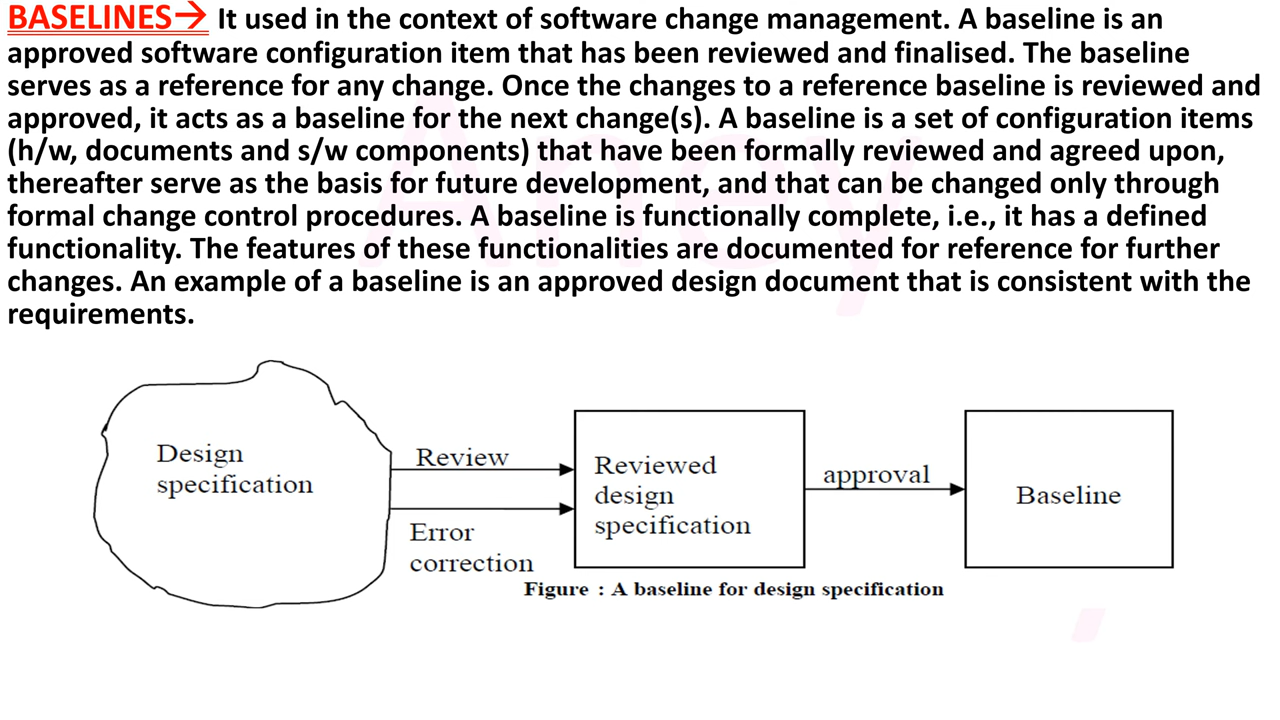 BASELINES→ It used in the context of software change management. A baseline is an
approved software configuration item that has been reviewed and finalised. The baseline
serves as a reference for any change. Once the changes to a reference baseline is reviewed and
approved, it acts as a baseline for the next change(s). A baseline is a set of configuration items
(h/w, documents and s/w components) that have been formally reviewed and agreed upon,
thereafter serve as the basis for future development, and that can be changed only through
formal change control procedures. A baseline is functionally complete, i.e., it has a defined
functionality. The features of these functionalities are documented for reference for further
changes. An example of a baseline is an approved design document that is consistent with the
requirements.
Design
specification
Review
Error
correction
Reviewed
design
specification
approval
Baseline
Figure : A baseline for design specification